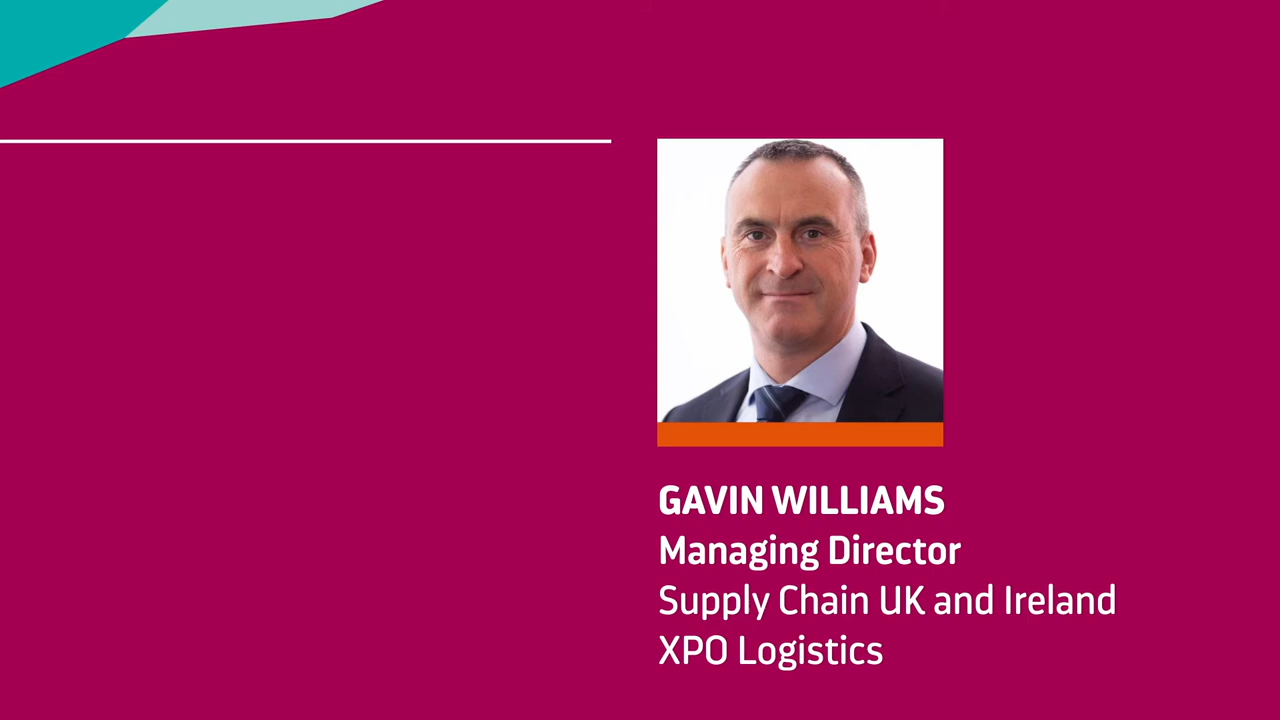 GAVIN WILLIAMS
Managing Director
Supply Chain UK and Ireland
XPO Logistics